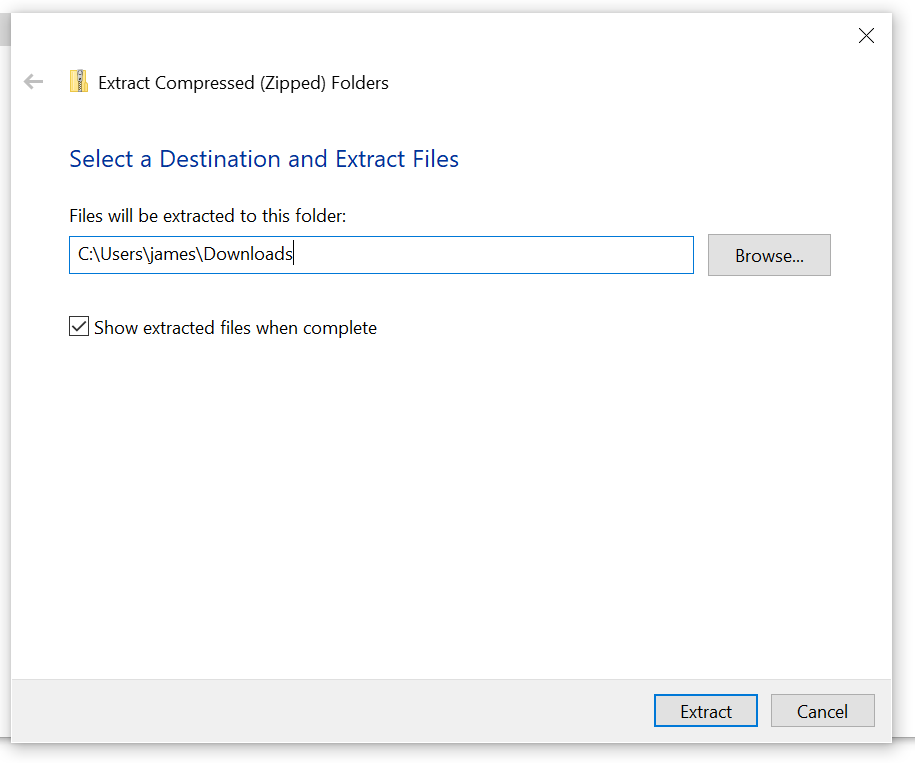 Extract Compressed (Zipped) Folders
Select a Destination and Extract Files
Files will be extracted to this folder:
C:\Users\james\Downloads
Browse...
Show extracted files when complete
Extract
Cancel